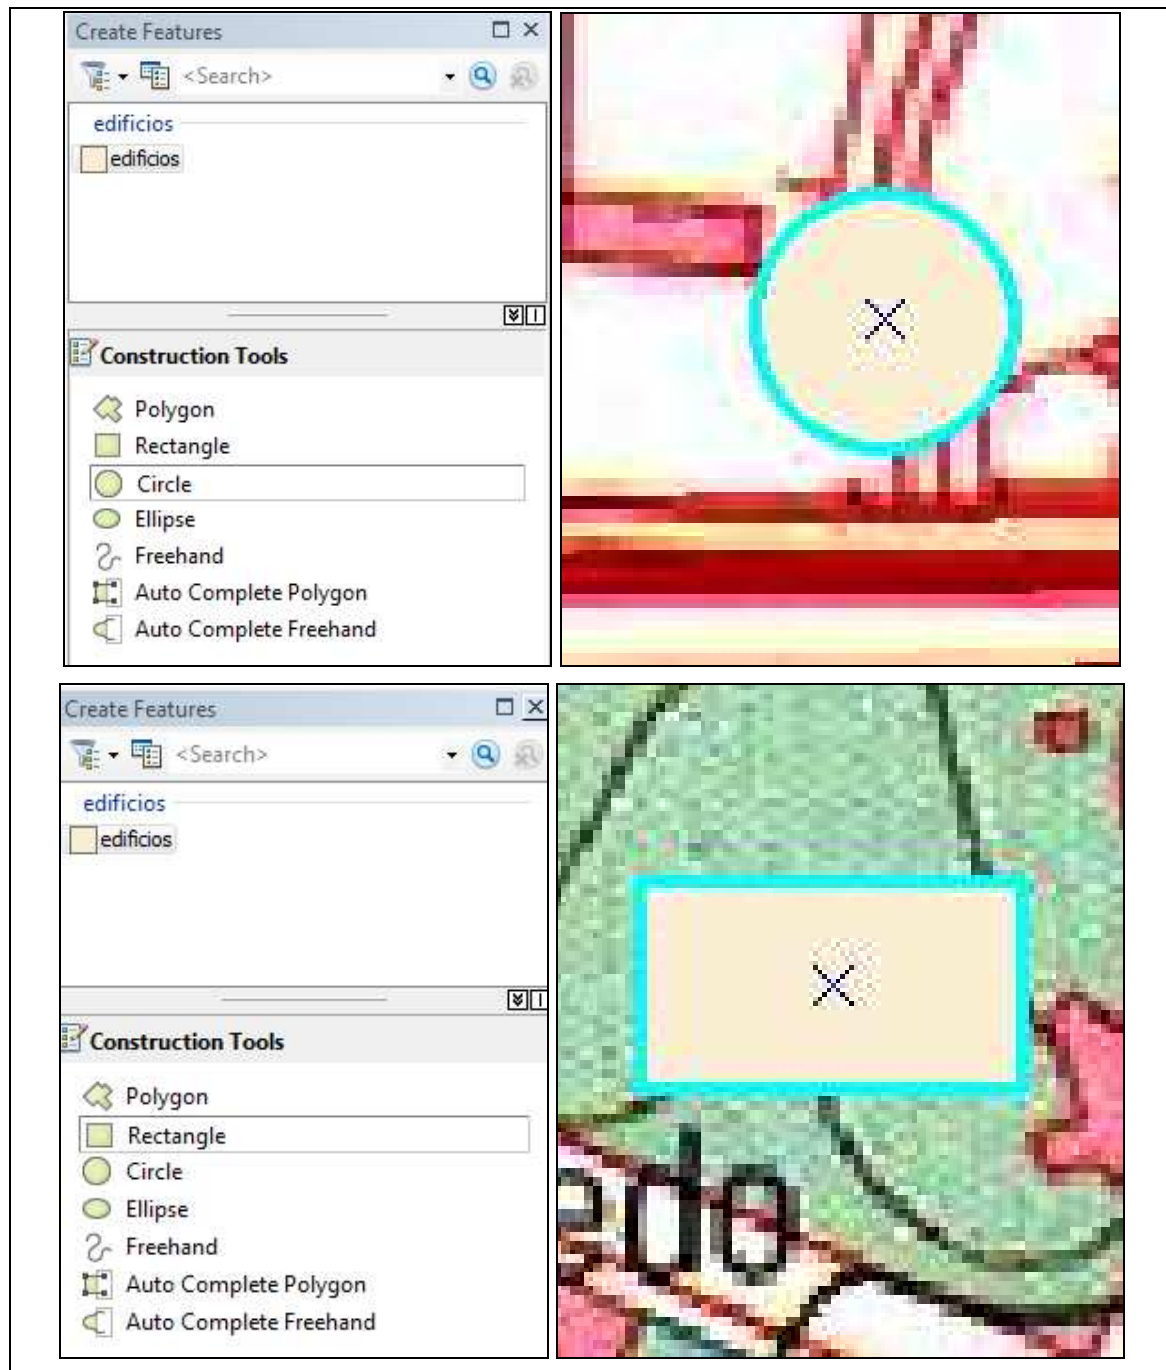 Create Features
<Search>
edificios
edificios
Construction Tools
Polygon
Rectangle
Circle
Ellipse
Freehand
Auto Complete Polygon
Auto Complete Freehand
Create Features
<Search>
edificios
edificios
Construction Tools
Polygon
Rectangle
Circle
Ellipse
Freehand
Auto Complete Polygon
Auto Complete Freehand
edo